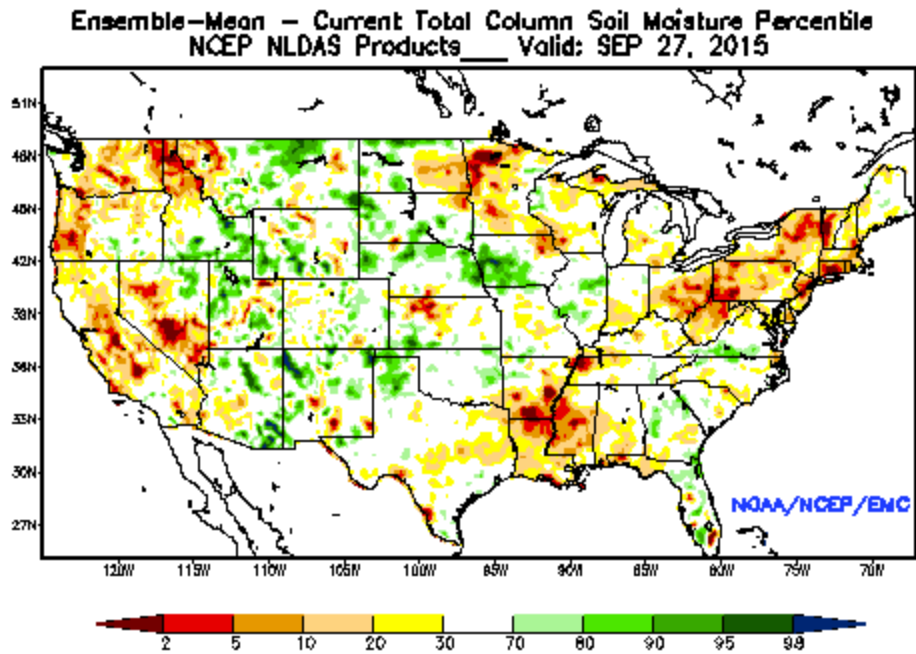 Ensemble-Mean - Current Total Column Soil Moisture Percentile
NCEP NLDAS Products___ Valid: SEP 27, 2015
51N
48N
45N
42N
39N
36N
33N
30N
27N
NOAA/NCEP/EMC
120W 115W 110W 105W 100W 95W 90W 85W 80W 75W 70W
2 5 10 20 30 70 80 90 95 98